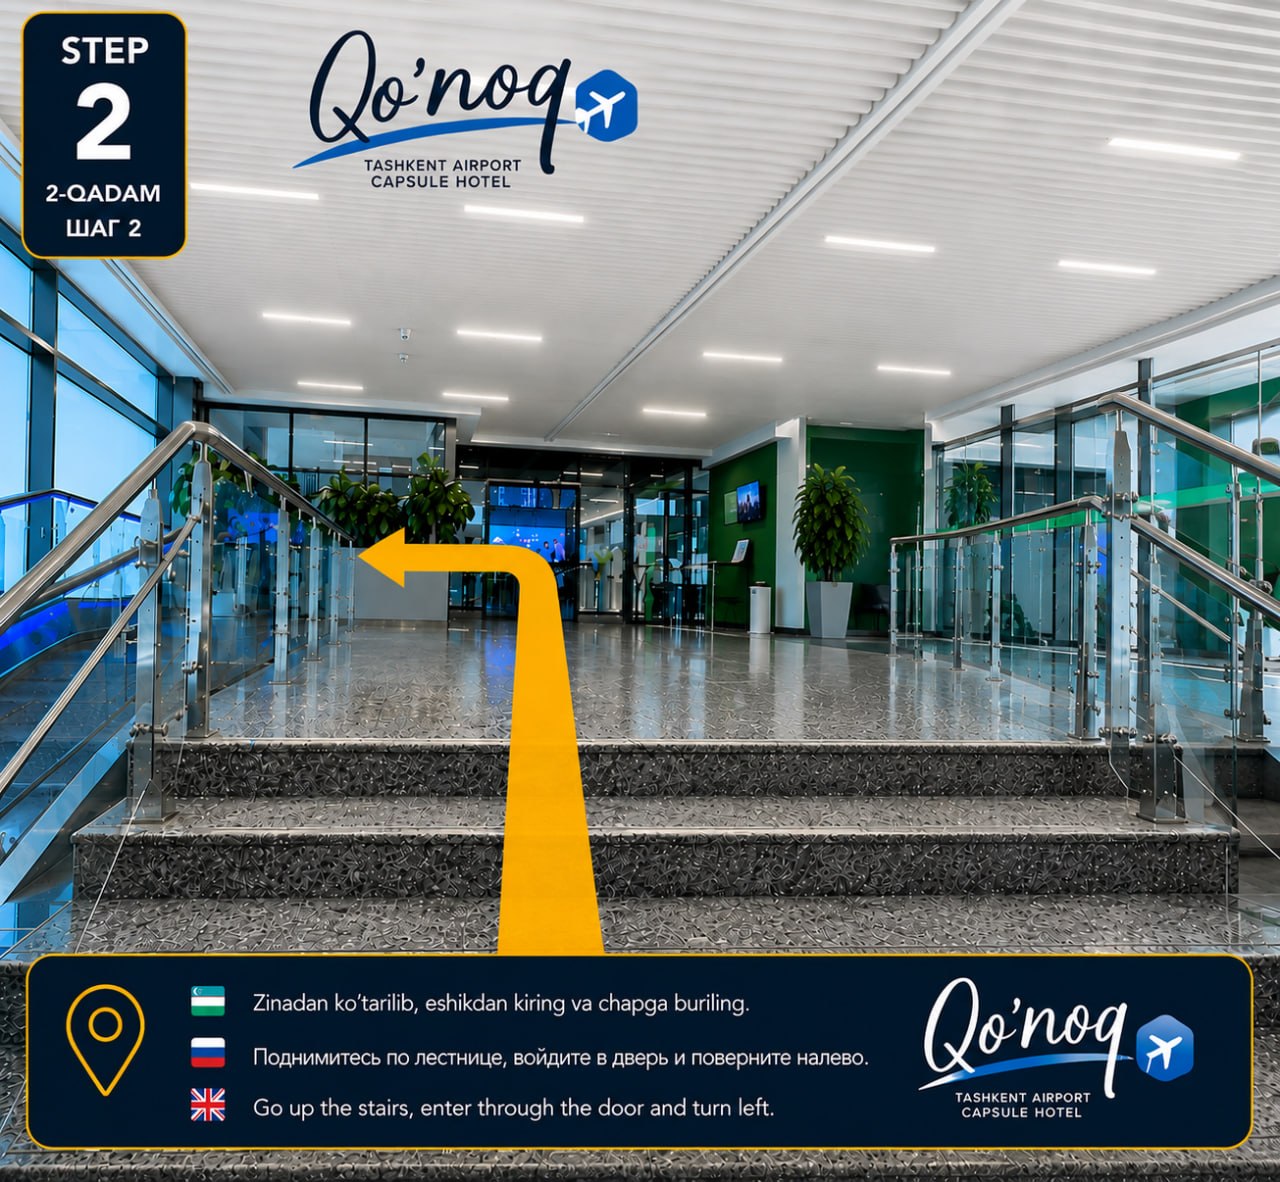 STEP
2
2-QADAM
ШАГ 2
Qo'noq
TASHKENT AIRPORT
CAPSULE HOTEL
Zinadan ko'tarilib, eshikdan kiring va chapga buriling.
Поднимитесь по лестнице, войдите в дверь и поверните налево.
Go up the stairs, enter through the door and turn left.
Qo'noq
TASHKENT AIRPORT
CAPSULE HOTEL